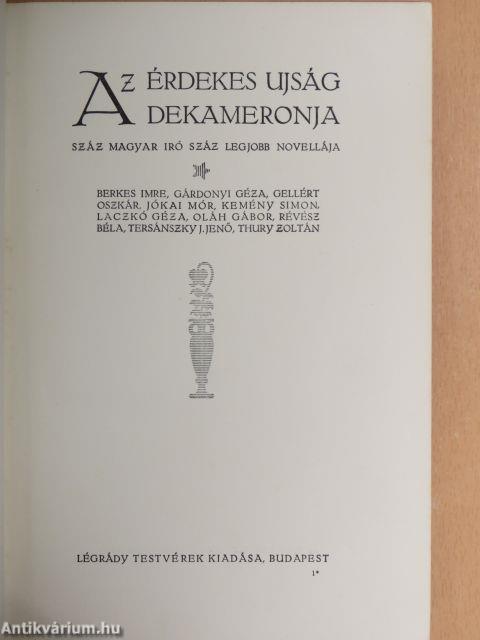 AZ ÉRDEKES UJSÁG
DEKAMERONJA
SZÁZ MAGYAR IRÓ SZÁZ LEGJOBB NOVELLÁJA
BERKES IMRE, GÁRDONYI GÉZA, GELLÉRT
OSZKÁR, JÓKAI MÓR, KEMÉNY SIMON,
LACZKÓ GÉZA, OLÁH GÁBOR, RÉVÉSZ
BÉLA, TERSÁNSZKY J. JENŐ, THURY ZOLTÁN
LÉGRÁDY TESTVÉREK KIADÁSA, BUDAPEST
1*
Antikvárium.hu